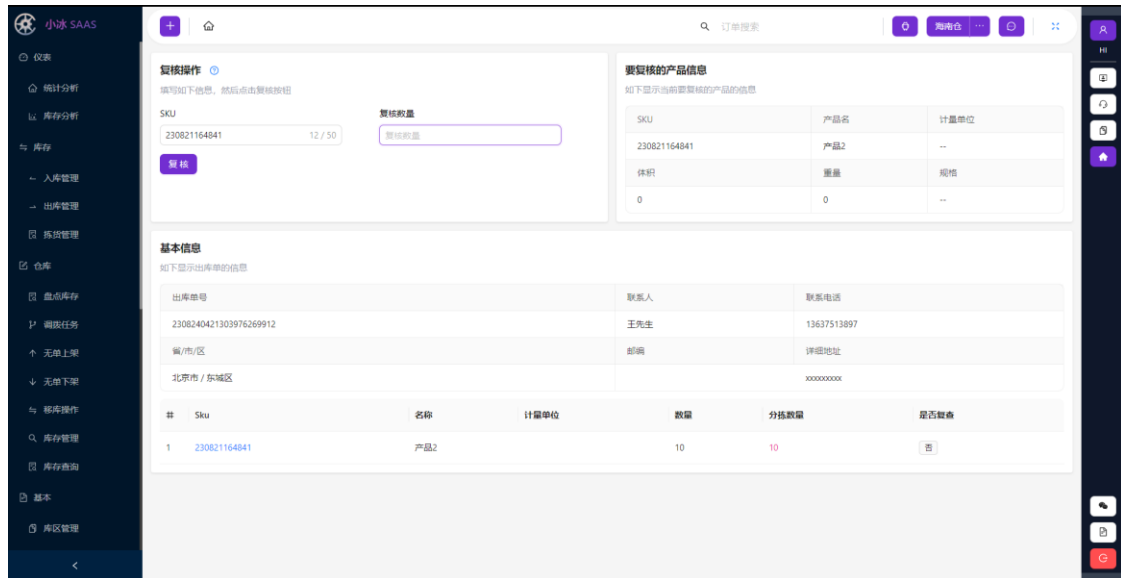 小冰 SAAS
订单搜索
海南仓
HI
仪表
统计分析
库存分析
库存
入库管理
出库管理
拣货管理
仓库
盘点库存
调拨任务
无单上架
无单下架
移库操作
库存管理
库存查询
基本
库区管理
复核操作
填写如下信息，然后点击复核按钮
SKU 复核数量
230821164841 12 / 50 复核数量
复 核
要复核的产品信息
如下显示当前要复核的产品的信息
SKU 产品名 计量单位
230821164841 产品2 --
体积 重量 规格
0 0 --
基本信息
如下显示出库单的信息
出库单号 联系人 联系电话
2308240421303976269912 王先生 13637513897
省/市/区 邮编 详细地址
北京市 / 东城区 xxxxxxxxx
# Sku 名称 计量单位 数量 分拣数量 是否复查
1 230821164841 产品2 10 10 否